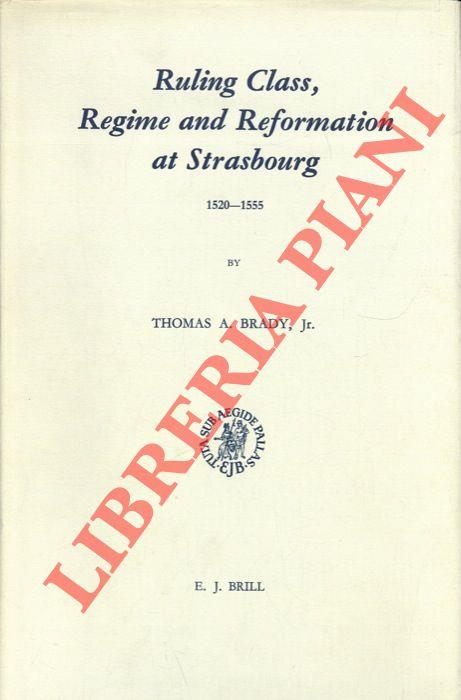 Ruling Class,
Regime and Reformation
at Strasbourg
1520—1555
BY
THOMAS A. BRADY, Jr.
TUTA SUB AEGIDE PALLAS
EJB
E. J. BRILL
LIBRERIA PIANI